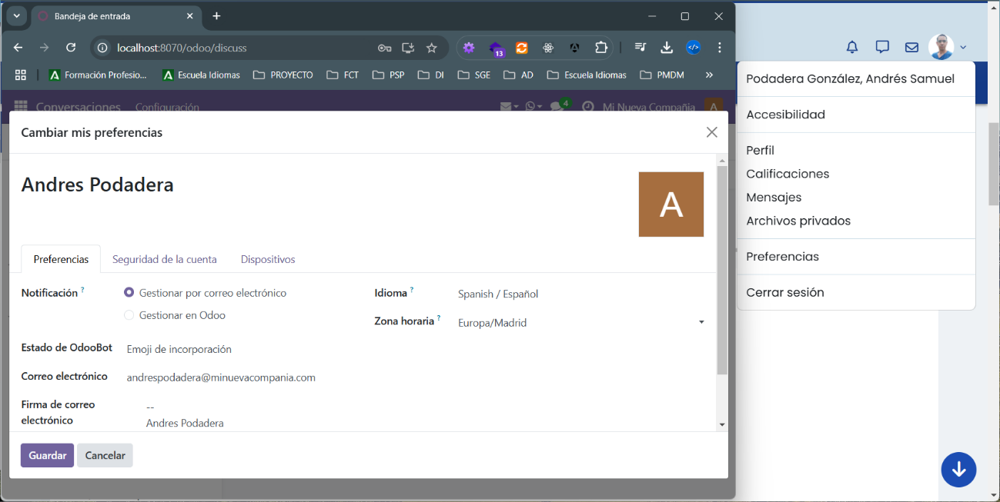 Bandeja de entrada
localhost:8070/odoo/discuss
13
Formación Profesio...
Escuela Idiomas
PROYECTO
FCT
PSP
DI
SGE
AD
Escuela Idiomas
PMDM
»
Conversaciones
Configuración
4
Mi Nueva Compañia
A
Cambiar mis preferencias
Andres Podadera
A
Preferencias
Seguridad de la cuenta
Dispositivos
Notificación ?
Gestionar por correo electrónico
Gestionar en Odoo
Idioma ?
Spanish / Español
Zona horaria ?
Europa/Madrid
Estado de OdooBot
Emoji de incorporación
Correo electrónico
andrespodadera@minuevacompania.com
Firma de correo
electrónico
--
Andres Podadera
Guardar
Cancelar
Podadera González, Andrés Samuel
Accesibilidad
Perfil
Calificaciones
Mensajes
Archivos privados
Preferencias
Cerrar sesión